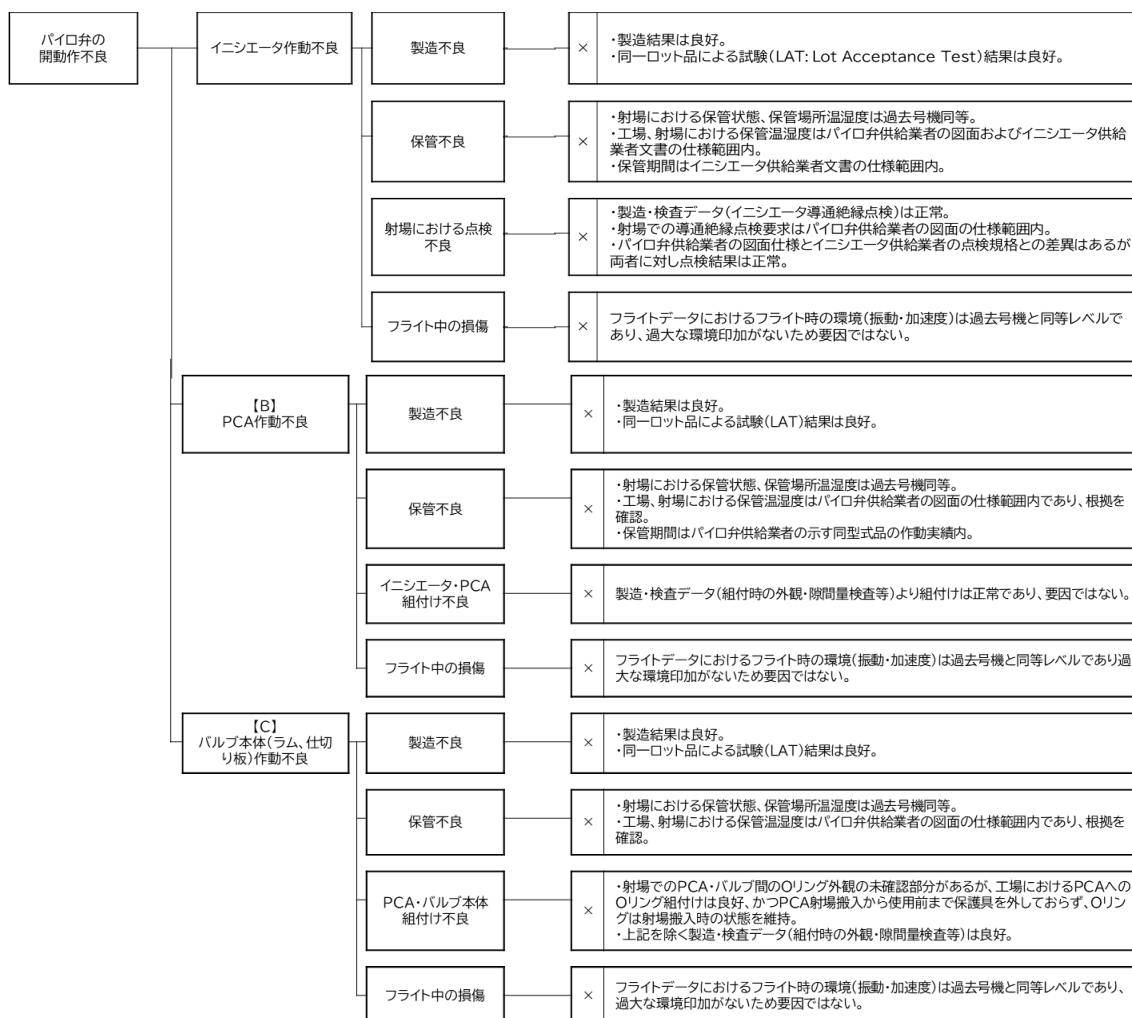 パイロ弁の
開動作不良
イニシエータ作動不良
製造不良
×
・製造結果は良好。
・同一ロット品による試験(LAT: Lot Acceptance Test)結果は良好。
保管不良
×
・射場における保管状態、保管場所温湿度は過去号機同等。
・工場、射場における保管温湿度はパイロ弁供給業者の図面およびイニシエータ供給
業者文書の仕様範囲内。
・保管期間はイニシエータ供給業者文書の仕様範囲内。
射場における点検
不良
×
・製造・検査データ(イニシエータ導通絶縁点検)は正常。
・射場での導通絶縁点検要求はパイロ弁供給業者の図面の仕様範囲内。
・パイロ弁供給業者の図面仕様とイニシエータ供給業者の点検規格との差異はあるが
両者に対し点検結果は正常。
フライト中の損傷
×
フライトデータにおけるフライト時の環境(振動・加速度)は過去号機と同等レベルで
あり、過大な環境印加がないため要因ではない。
【B】
PCA作動不良
製造不良
×
・製造結果は良好。
・同一ロット品による試験(LAT)結果は良好。
保管不良
×
・射場における保管状態、保管場所温湿度は過去号機同等。
・工場、射場における保管温湿度はパイロ弁供給業者の図面の仕様範囲内であり、根拠を
確認。
・保管期間はパイロ弁供給業者の示す同型式品の作動実績内。
イニシエータ・PCA
組付け不良
×
製造・検査データ(組付時の外観・隙間量検査等)より組付けは正常であり、要因ではない。
フライト中の損傷
×
フライトデータにおけるフライト時の環境(振動・加速度)は過去号機と同等レベルであり過
大な環境印加がないため要因ではない。
【C】
バルブ本体(ラム、仕切
り板)作動不良
製造不良
×
・製造結果は良好。
・同一ロット品による試験(LAT)結果は良好。
保管不良
×
・射場における保管状態、保管場所温湿度は過去号機同等。
・工場、射場における保管温湿度はパイロ弁供給業者の図面の仕様範囲内であり、根拠を
確認。
PCA・バルブ本体
組付け不良
×
・射場でのPCA・バルブ間のOリング外観の未確認部分があるが、工場におけるPCAへの
Oリング組付けは良好、かつPCA射場搬入から使用前まで保護具を外しておらず、Oリン
グは射場搬入時の状態を維持。
・上記を除く製造・検査データ(組付時の外観・隙間量検査等)は良好。
フライト中の損傷
×
フライトデータにおけるフライト時の環境(振動・加速度)は過去号機と同等レベルであり、
過大な環境印加がないため要因ではない。